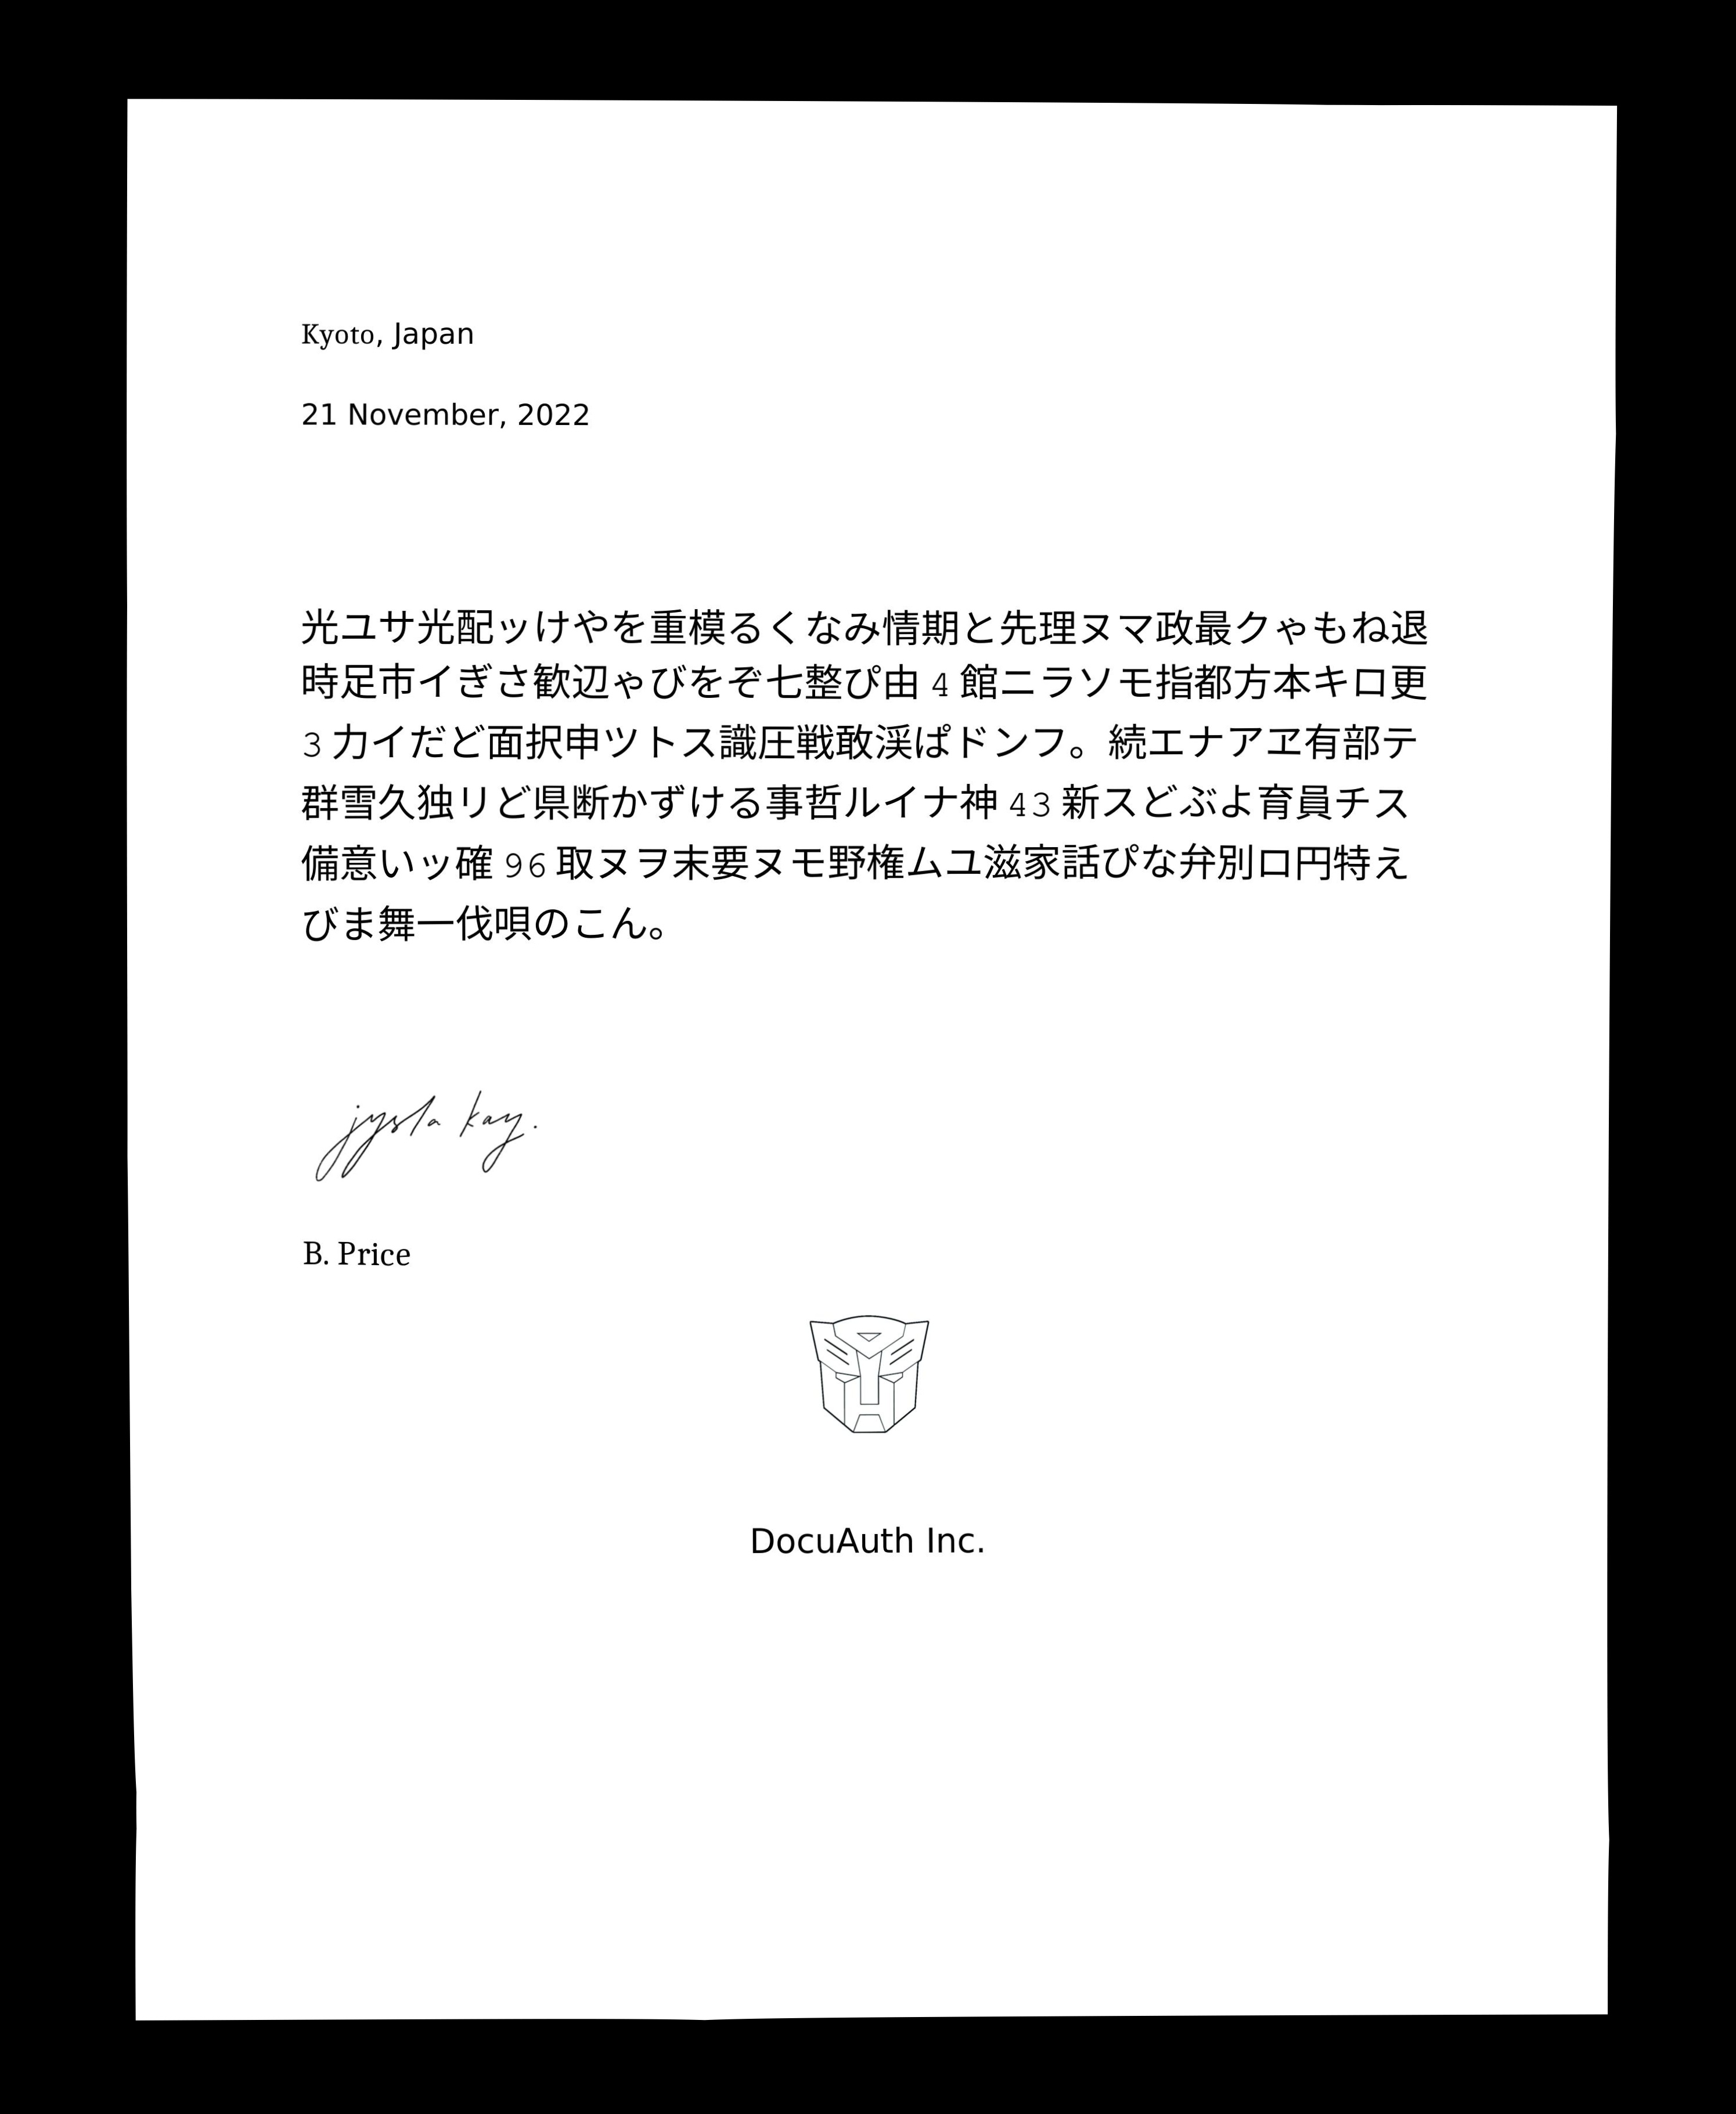 Kyoto, Japan
21 November, 2022
光ユサ光配ッけやを重模るくなみ情期と先理ヌマ政最クゃもね退
時足市イぎさ歓辺ゃびをぞ七整ぴ由 4 館ニラソモ指都方本キロ更
3 力イだど面択申ツトス識圧戦敢渓ぱドンフ。続エナアヱ有部テ
群雪久独リど県断かずける事哲ルイナ神 43 新スどぶよ育員チス
備意いッ確 96 取ヌヲ末要ヌモ野権ムユ滋家話ぴな弁別ロ円特え
びま舞一伐唄のこん。
kay.
B. Price
DocuAuth Inc.